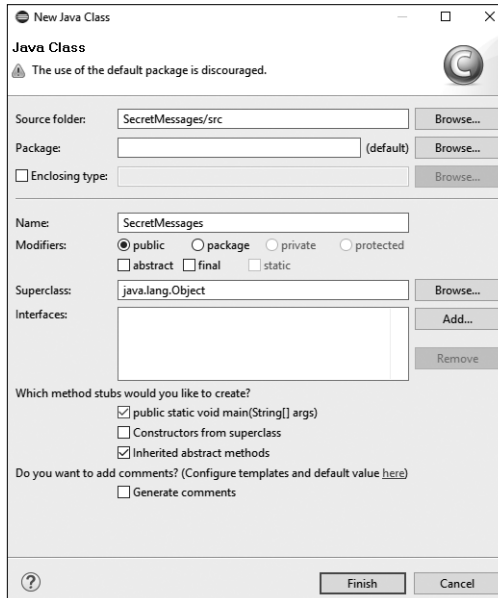 New Java Class
Java Class
The use of the default package is discouraged.
C
Source folder: SecretMessages/src Browse...
Package: (default) Browse...
Enclosing type: Browse...
Name: SecretMessages
Modifiers: public package private protected
abstract final static
Superclass: java.lang.Object Browse...
Interfaces: Add...
Remove
Which method stubs would you like to create?
public static void main(String[] args)
Constructors from superclass
Inherited abstract methods
Do you want to add comments? (Configure templates and default value here)
Generate comments
? Finish Cancel